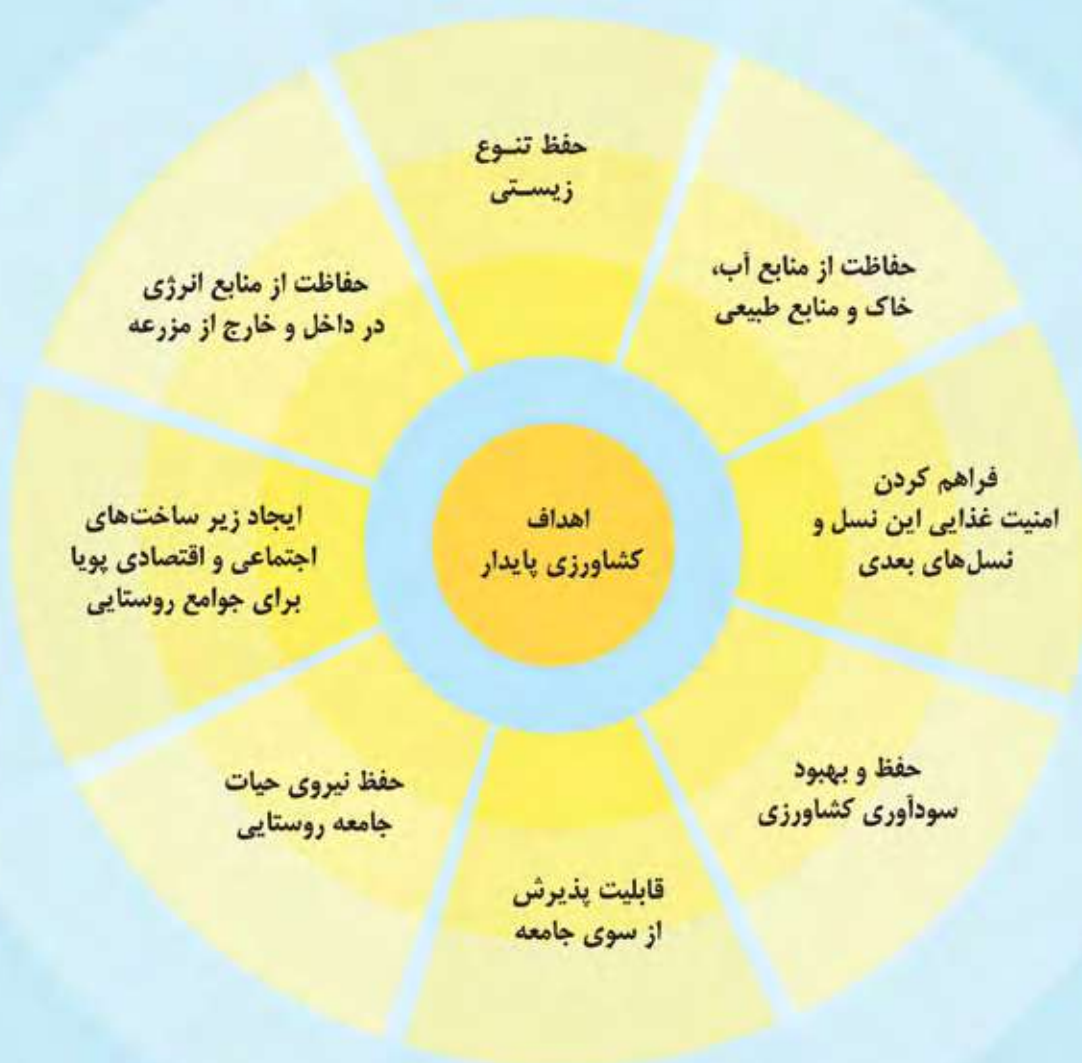 اهداف
کشاورزی پایدار
حفظ تنـوع
زیسـتی
حفاظت از منابع آب،
خاک و منابع طبیعی
فراهم کردن
امنیت غذایی این نسل و
نسل‌های بعدی
حفظ و بهبود
سودآوری کشاورزی
قابلیت پذیرش
از سوی جامعه
حفظ نیروی حیات
جامعه روستایی
ایجاد زیر ساخت‌های
اجتماعی و اقتصادی پویا
برای جوامع روستایی
حفاظت از منابع انرژی
در داخل و خارج از مزرعه